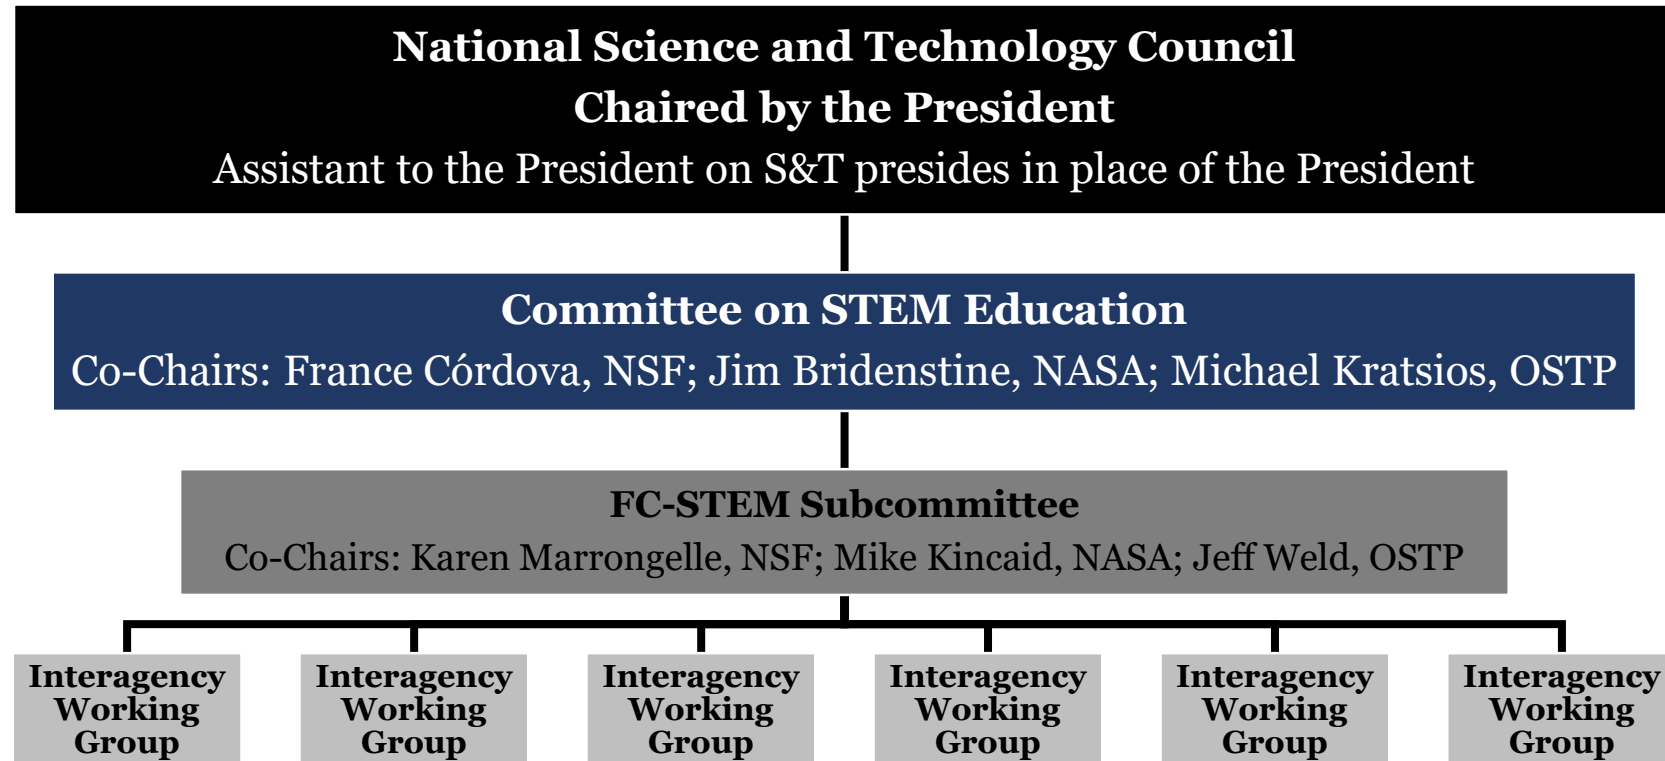 National Science and Technology Council
Chaired by the President
Assistant to the President on S&T presides in place of the President
Committee on STEM Education
Co-Chairs: France Córdova, NSF; Jim Bridenstine, NASA; Michael Kratsios, OSTP
FC-STEM Subcommittee
Co-Chairs: Karen Marrongelle, NSF; Mike Kincaid, NASA; Jeff Weld, OSTP
Interagency
Working
Group
Interagency
Working
Group
Interagency
Working
Group
Interagency
Working
Group
Interagency
Working
Group
Interagency
Working
Group